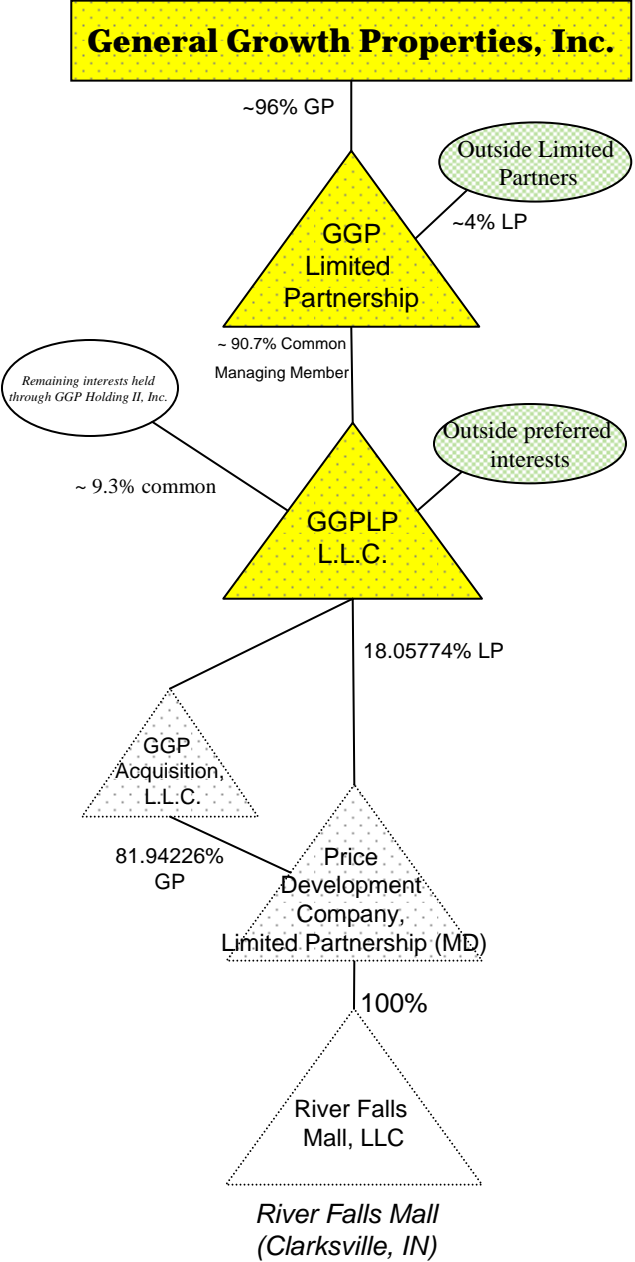 General Growth Properties, Inc.
~96% GP
Outside Limited
Partners
~4% LP
GGP
Limited
Partnership
~ 90.7% Common
Managing Member
Remaining interests held
through GGP Holding II, Inc.
~ 9.3% common
Outside preferred
interests
GGPLP
L.L.C.
18.05774% LP
GGP
Acquisition,
L.L.C.
81.94226%
GP
Price
Development
Company,
Limited Partnership (MD)
100%
River Falls
Mall, LLC
River Falls Mall
(Clarksville, IN)